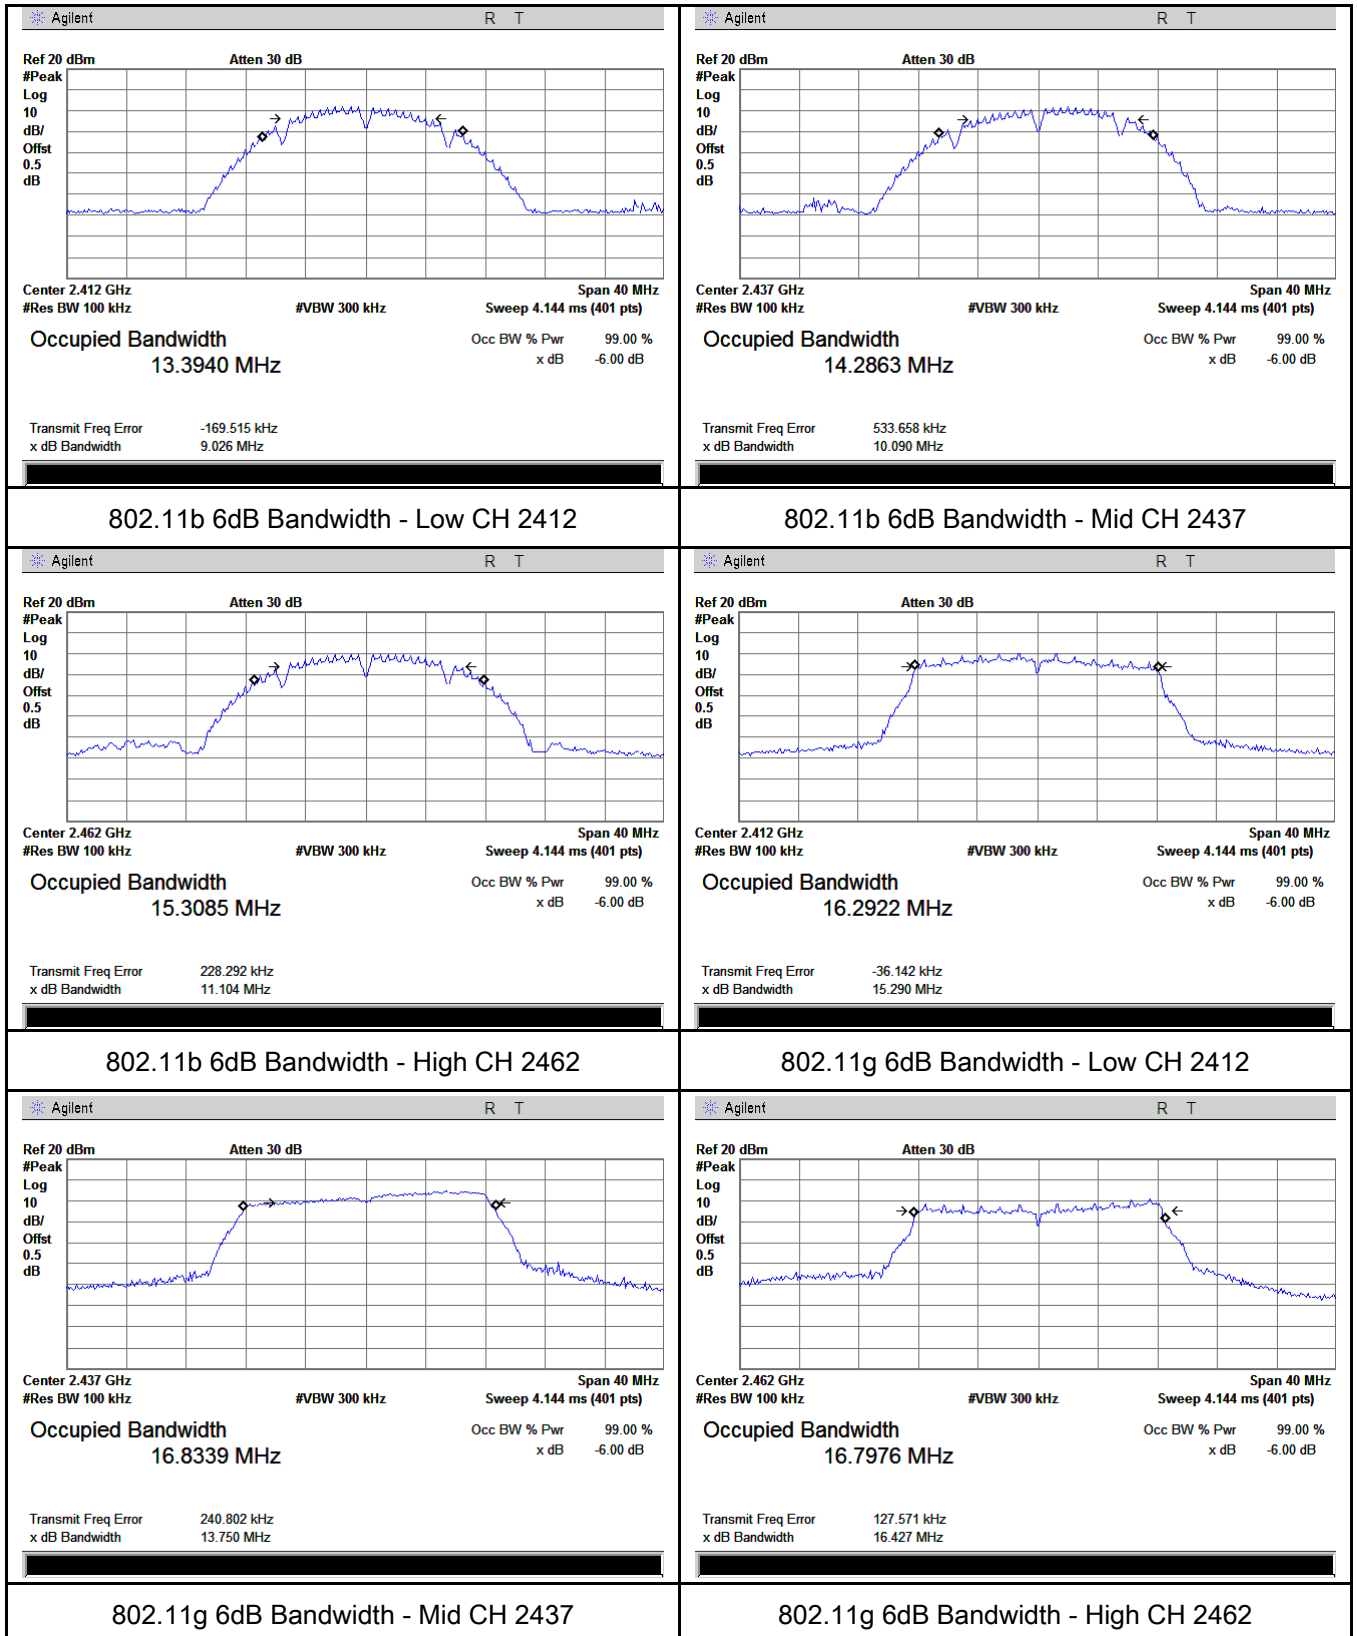 Agilent R T
Ref 20 dBm Atten 30 dB
#Peak
Log
10
dB/
Offst
0.5
dB
Center 2.412 GHz Span 40 MHz
#Res BW 100 kHz #VBW 300 kHz Sweep 4.144 ms (401 pts)
Occupied Bandwidth Occ BW % Pwr 99.00 %
13.3940 MHz x dB -6.00 dB
Transmit Freq Error -169.515 kHz
x dB Bandwidth 9.026 MHz
802.11b 6dB Bandwidth - Low CH 2412
Agilent R T
Ref 20 dBm Atten 30 dB
#Peak
Log
10
dB/
Offst
0.5
dB
Center 2.437 GHz Span 40 MHz
#Res BW 100 kHz #VBW 300 kHz Sweep 4.144 ms (401 pts)
Occupied Bandwidth Occ BW % Pwr 99.00 %
14.2863 MHz x dB -6.00 dB
Transmit Freq Error 533.658 kHz
x dB Bandwidth 10.090 MHz
802.11b 6dB Bandwidth - Mid CH 2437
Agilent R T
Ref 20 dBm Atten 30 dB
#Peak
Log
10
dB/
Offst
0.5
dB
Center 2.462 GHz Span 40 MHz
#Res BW 100 kHz #VBW 300 kHz Sweep 4.144 ms (401 pts)
Occupied Bandwidth Occ BW % Pwr 99.00 %
15.3085 MHz x dB -6.00 dB
Transmit Freq Error 228.292 kHz
x dB Bandwidth 11.104 MHz
802.11b 6dB Bandwidth - High CH 2462
Agilent R T
Ref 20 dBm Atten 30 dB
#Peak
Log
10
dB/
Offst
0.5
dB
Center 2.412 GHz Span 40 MHz
#Res BW 100 kHz #VBW 300 kHz Sweep 4.144 ms (401 pts)
Occupied Bandwidth Occ BW % Pwr 99.00 %
16.2922 MHz x dB -6.00 dB
Transmit Freq Error -36.142 kHz
x dB Bandwidth 15.290 MHz
802.11g 6dB Bandwidth - Low CH 2412
Agilent R T
Ref 20 dBm Atten 30 dB
#Peak
Log
10
dB/
Offst
0.5
dB
Center 2.437 GHz Span 40 MHz
#Res BW 100 kHz #VBW 300 kHz Sweep 4.144 ms (401 pts)
Occupied Bandwidth Occ BW % Pwr 99.00 %
16.8339 MHz x dB -6.00 dB
Transmit Freq Error 240.802 kHz
x dB Bandwidth 13.750 MHz
802.11g 6dB Bandwidth - Mid CH 2437
Agilent R T
Ref 20 dBm Atten 30 dB
#Peak
Log
10
dB/
Offst
0.5
dB
Center 2.462 GHz Span 40 MHz
#Res BW 100 kHz #VBW 300 kHz Sweep 4.144 ms (401 pts)
Occupied Bandwidth Occ BW % Pwr 99.00 %
16.7976 MHz x dB -6.00 dB
Transmit Freq Error 127.571 kHz
x dB Bandwidth 16.427 MHz
802.11g 6dB Bandwidth - High CH 2462